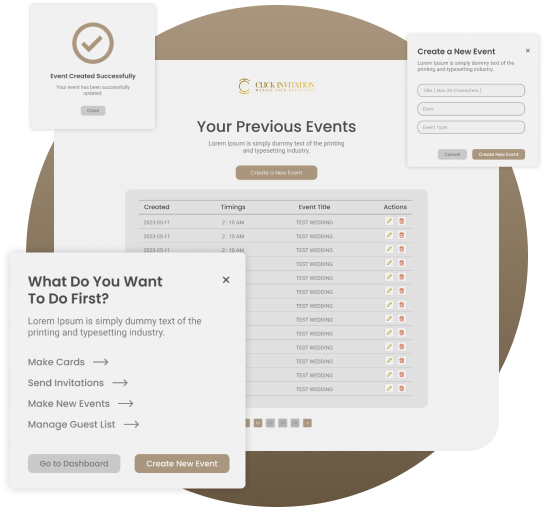 Event Created Successfully
Your event has been successfully
updated.
Close
CLICK INVITATION
Create a New Event
×
Lorem Ipsum is simply dummy text of the
printing and typesetting industry.
Title ( Max 25 Characters )
Date
Event Type
Cancel
Create New Event
Your Previous Events
Lorem Ipsum is simply dummy text of the printing
and typesetting industry.
Create a New Event
Created Timings Event Title Actions
2023-05-11 2 : 10 AM TEST WEDDING
2023-05-11 2 : 10 AM TEST WEDDING
2023-05-11 2 : 10 AM TEST WEDDING
TEST WEDDING
TEST WEDDING
TEST WEDDING
TEST WEDDING
TEST WEDDING
TEST WEDDING
TEST WEDDING
TEST WEDDING
TEST WEDDING
TEST WEDDING
What Do You Want
To Do First?
×
Lorem Ipsum is simply dummy text of the
printing and typesetting industry.
Make Cards
Send Invitations
Make New Events
Manage Guest List
Go to Dashboard
Create New Event